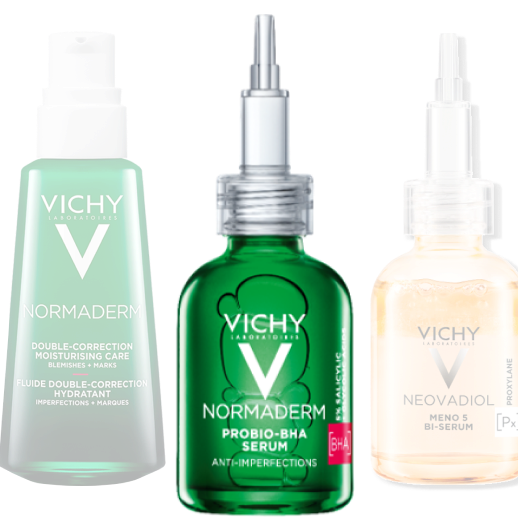 VICHY
LABORATOIRES
NORMADERM
DOUBLE-CORRECTION
MOISTURISING CARE
BLEMISHES + MARKS
FLUIDE DOUBLE-CORRECTION
HYDRATANT
IMPERFECTIONS + MARQUES
VICHY
LABORATOIRES
NORMADERM
PROBIO-BHA
SERUM
ANTI-IMPERFECTIONS
SALICYLIC
BHA
VICHY
LABORATOIRES
NEOVADIOL
MENO 5
BI-SERUM
PROXYLANE
[Px]